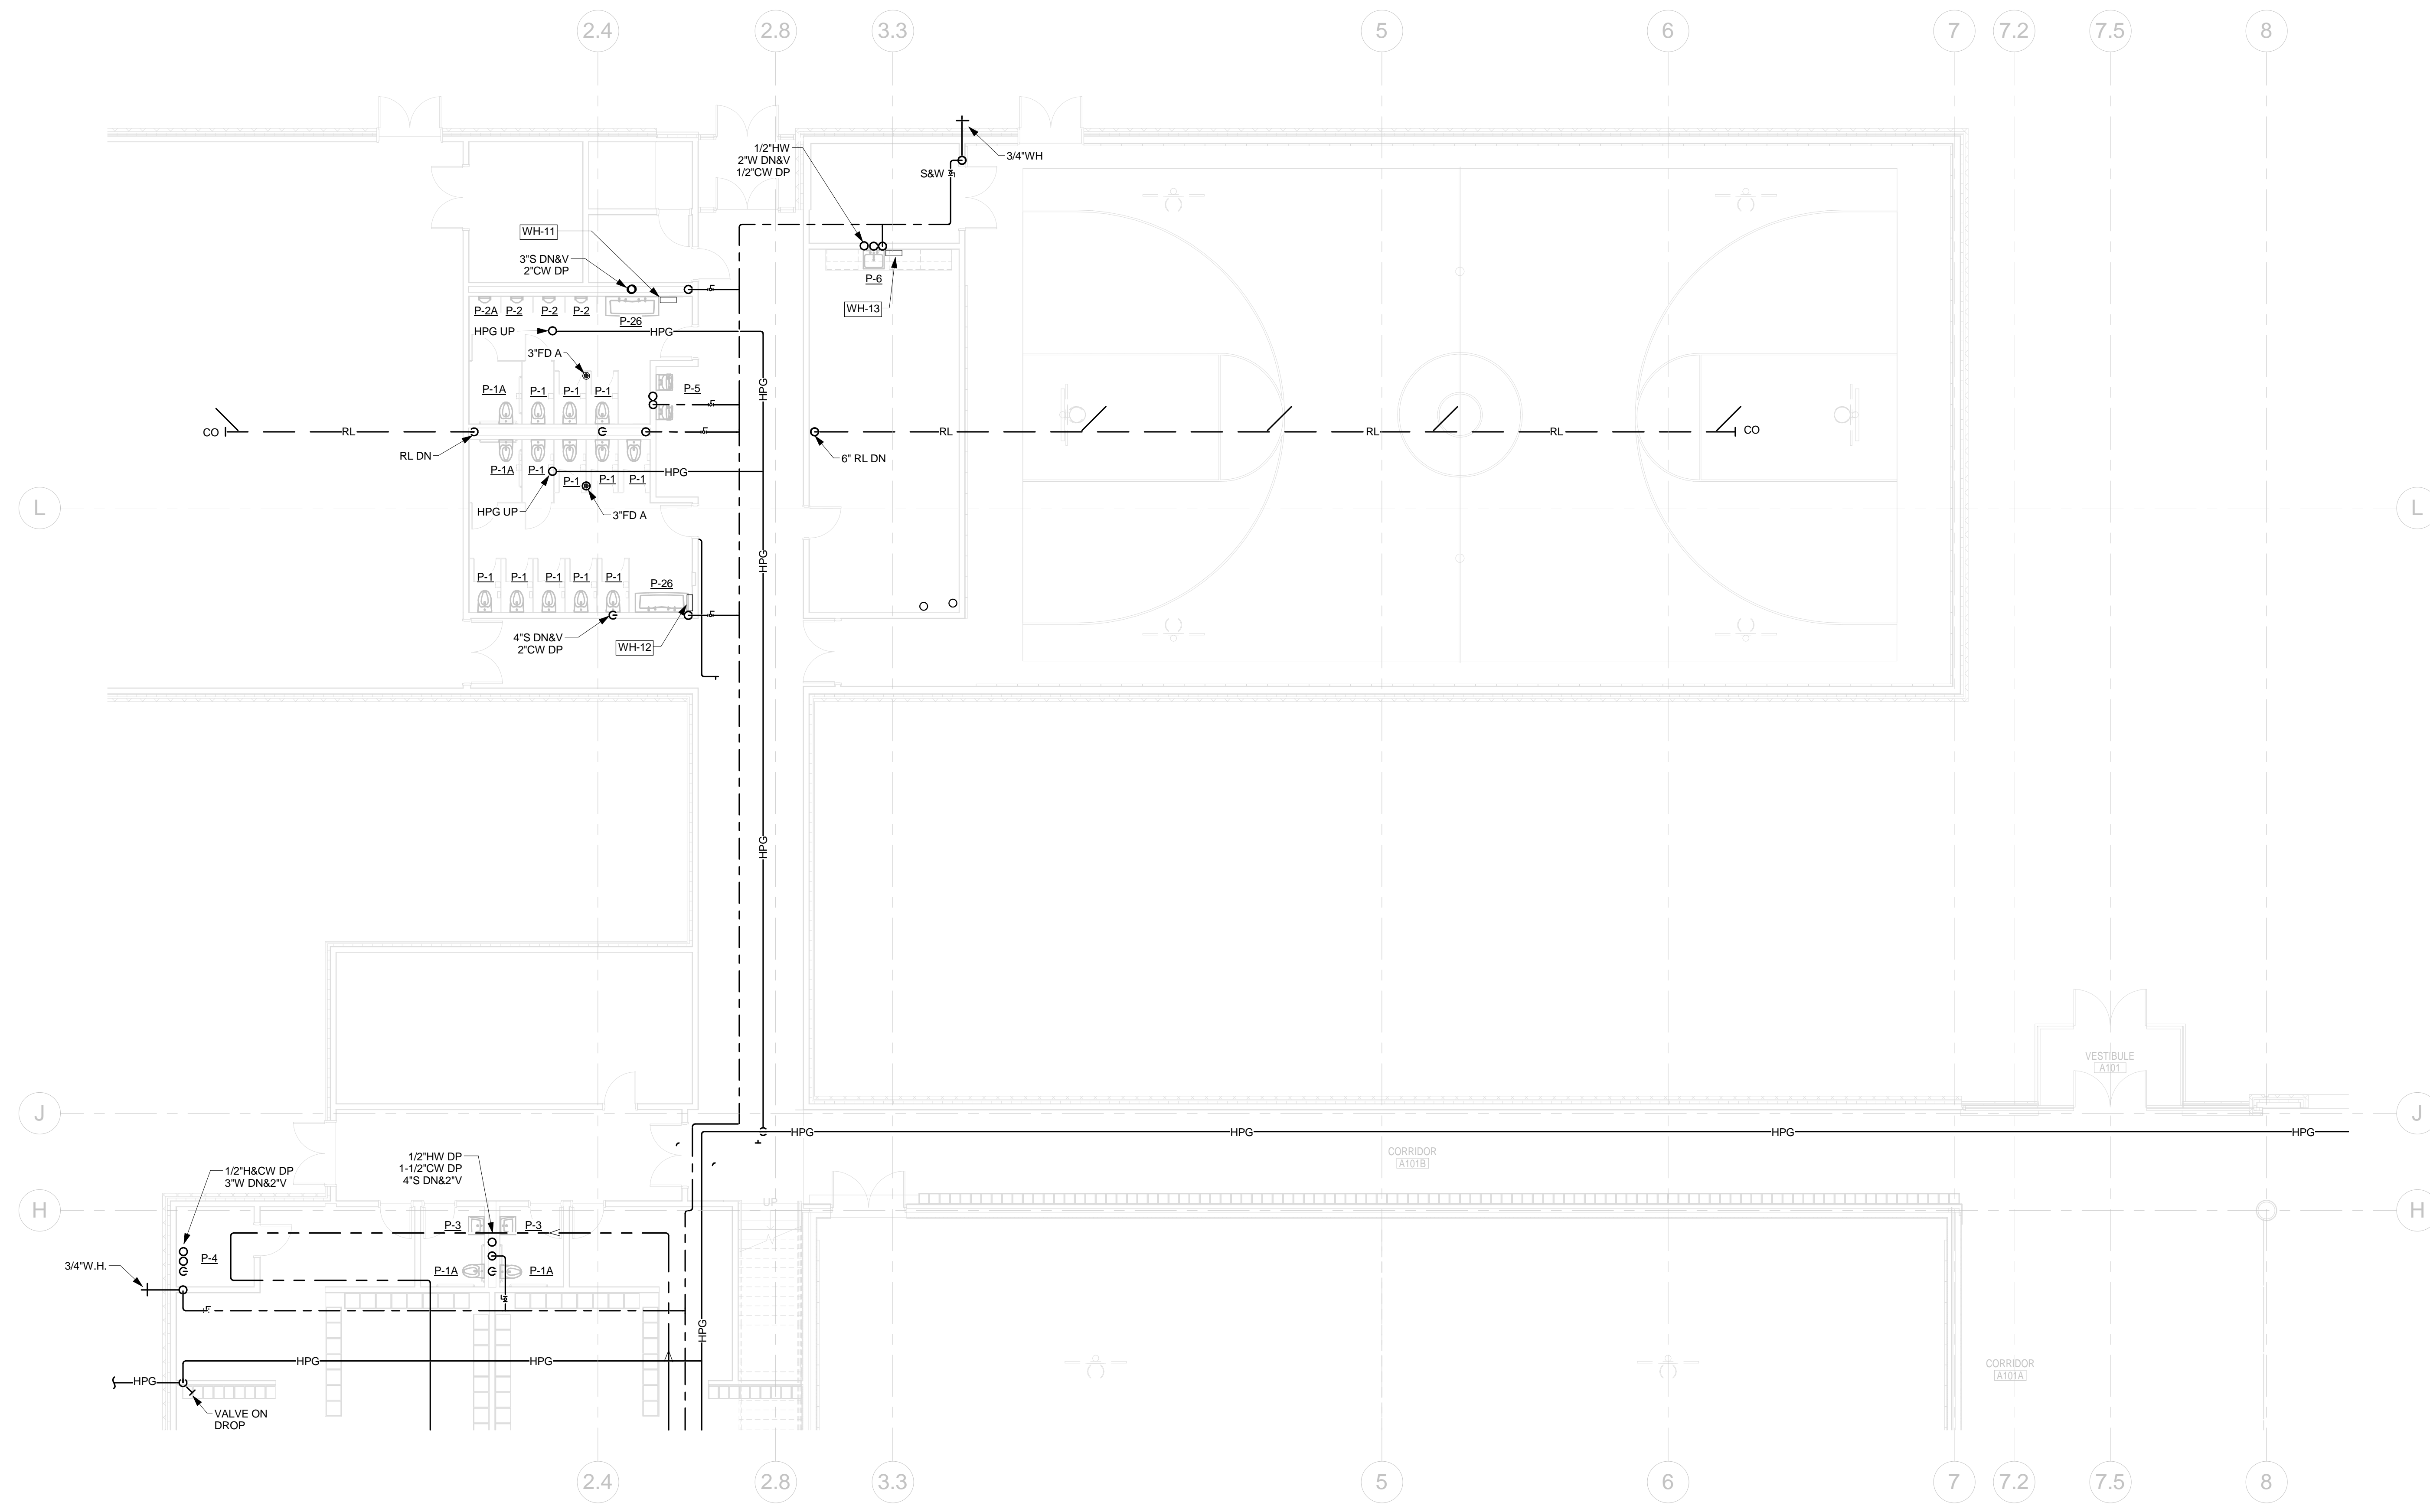 2.4
2.8
3.3
5
6
7
7.2
7.5
8
1/2"HW
2"W DN&V
1/2"CW DP
3/4"WH
S&W
WH-11
3"S DN&V
2"CW DP
P-6
WH-13
P-2A
P-2
P-2
P-2
P-26
HPG UP
HPG
3"FD A
HPG
P-1A
P-1
P-1
P-1
P-5
CO
RL
RL DN
RL
6" RL DN
RL
RL
CO
P-1A
P-1
P-1
P-1
P-1
HPG
HPG UP
3"FD A
L
L
HPG
P-1
P-1
P-1
P-1
P-1
P-26
4"S DN&V
2"CW DP
WH-12
HPG
VESTIBULE
A101
J
J
HPG
HPG
HPG
HPG
CORRIDOR
A101B
1/2"H&CW DP
3"W DN&2"V
1/2"HW DP
1-1/2"CW DP
4"S DN&2"V
UP
H
H
P-3
P-3
P-4
3/4"W.H.
P-1A
P-1A
HPG
HPG
HPG
HPG
CORRIDOR
A101A
VALVE ON
DROP
2.4
2.8
3.3
5
6
7
7.2
7.5
8